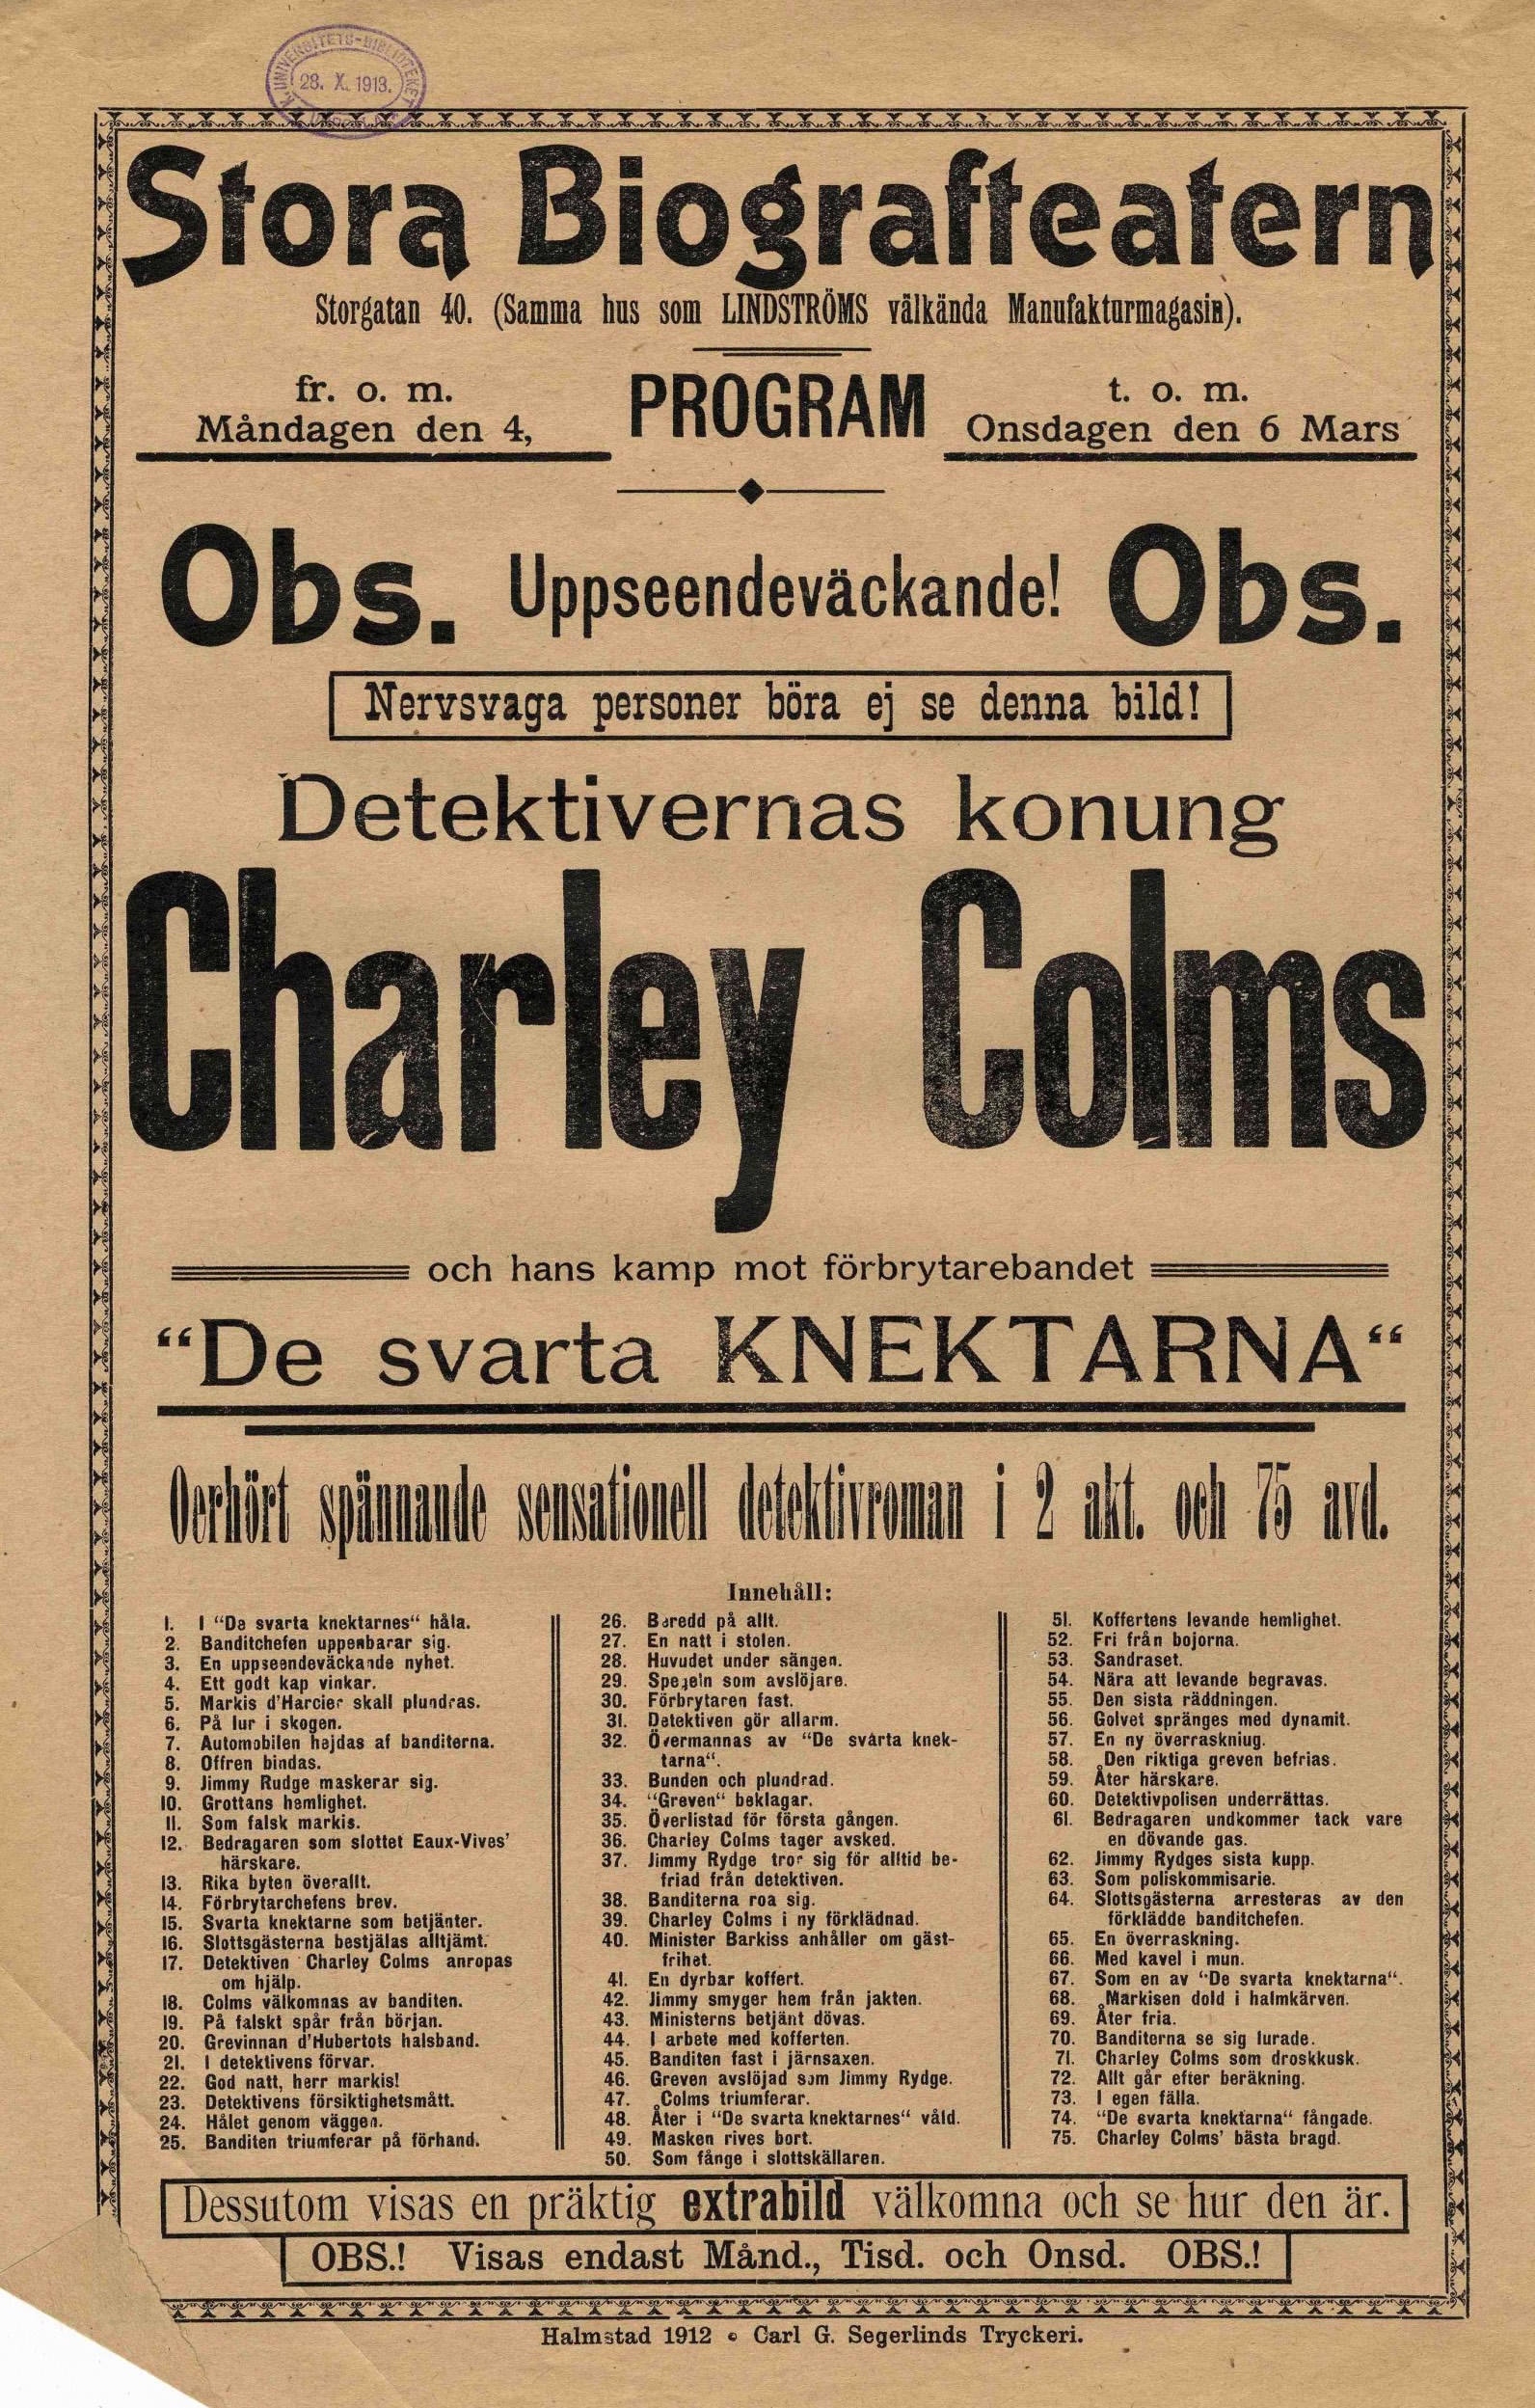 K. UNIVERSITETS-BIBLIOTEKET
28. X. 1913.
Stora Biografteatern
Storgatan 40. (Samma hus som LINDSTRÖMS välkända Manufakturmagasin).
fr. o. m.
Måndagen den 4,
PROGRAM
t. o. m.
Onsdagen den 6 Mars
Obs. Uppseendeväckande! Obs.
Nervsvaga personer böra ej se denna bild!
Detektivernas konung
Charley Colms
och hans kamp mot förbrytarebandet
“De svarta KNEKTARNA“
Oerhört spännande sensationell detektivroman i 2 akt. och 75 avd.
Innehåll:
1. I “De svarta knektarnes“ håla.
2. Banditchefen uppenbarar sig.
3. En uppseendeväckande nyhet.
4. Ett godt kap vinkar.
5. Markis d'Harcier skall plundras.
6. På lur i skogen.
7. Automobilen hejdas af banditerna.
8. Offren bindas.
9. Jimmy Rudge maskerar sig.
10. Grottans hemlighet.
11. Som falsk markis.
12. Bedragaren som slottet Eaux-Vives'
härskare.
13. Rika byten överallt.
14. Förbrytarchefens brev.
15. Svarta knektarne som betjänter.
16. Slottsgästerna bestjälas alltjämt.
17. Detektiven Charley Colms anropas
om hjälp.
18. Colms välkomnas av banditen.
19. På falskt spår från början.
20. Grevinnan d'Hubertots halsband.
21. I detektivens förvar.
22. God natt, herr markis!
23. Detektivens försiktighetsmått.
24. Hålet genom väggen.
25. Banditen triumferar på förhand.
26. Beredd på allt.
27. En natt i stolen.
28. Huvudet under sängen.
29. Spegeln som avslöjare.
30. Förbrytaren fast.
31. Detektiven gör allarm.
32. Övermannas av “De svarta knek-
tarna“.
33. Bunden och plundrad.
34. “Greven“ beklagar.
35. Överlistad för första gången.
36. Charley Colms tager avsked.
37. Jimmy Rydge tror sig för alltid be-
friad från detektiven.
38. Banditerna roa sig.
39. Charley Colms i ny förklädnad.
40. Minister Barkiss anhåller om gäst-
frihet.
41. En dyrbar koffert.
42. Jimmy smyger hem från jakten.
43. Ministerns betjänt dövas.
44. I arbete med kofferten.
45. Banditen fast i järnsaxen.
46. Greven avslöjad som Jimmy Rydge.
47. Colms triumferar.
48. Åter i “De svarta knektarnes“ våld.
49. Masken rives bort.
50. Som fånge i slottskällaren.
51. Koffertens levande hemlighet.
52. Fri från bojorna.
53. Sandraset.
54. Nära att levande begravas.
55. Den sista räddningen.
56. Golvet spränges med dynamit.
57. En ny överraskniug.
58. Den riktiga greven befrias.
59. Åter härskare.
60. Detektivpolisen underrättas.
61. Bedragaren undkommer tack vare
en dövande gas.
62. Jimmy Rydges sista kupp.
63. Som poliskommisarie.
64. Slottsgästerna arresteras av den
förklädde banditchefen.
65. En överraskning.
66. Med kavel i mun.
67. Som en av “De svarta knektarna“.
68. Markisen dold i halmkärven.
69. Åter fria.
70. Banditerna se sig lurade.
71. Charley Colms som droskkusk.
72. Allt går efter beräkning.
73. I egen fälla.
74. “De svarta knektarna“ fångade.
75. Charley Colms' bästa bragd.
Dessutom visas en präktig extrabild välkomna och se hur den är.
OBS.! Visas endast Månd., Tisd. och Onsd. OBS.!
Halmstad 1912 • Carl G. Segerlinds Tryckeri.